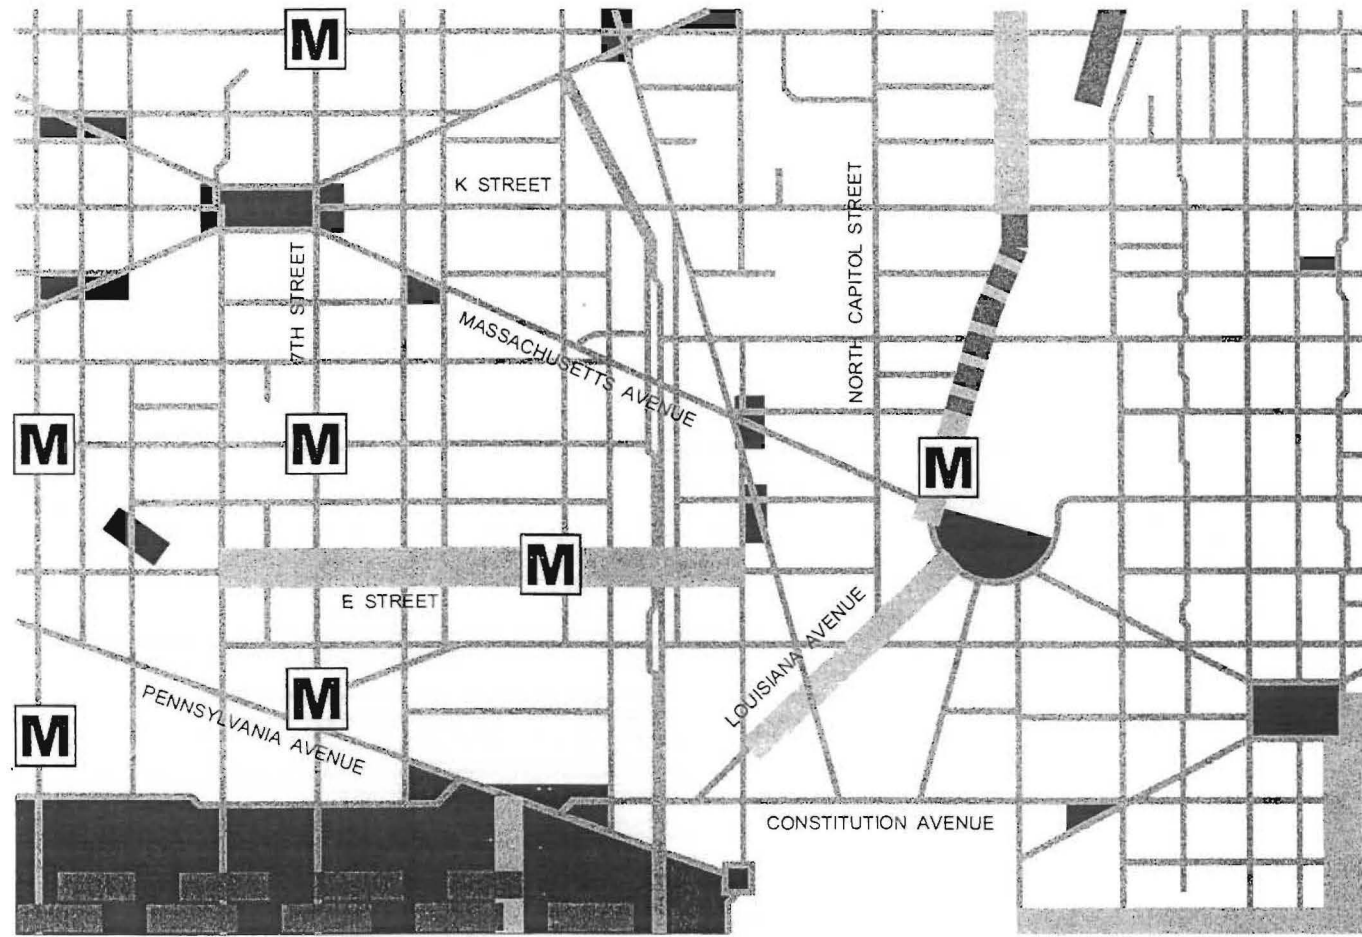 M
K STREET
7TH STREET
NORTH CAPITOL STREET
MASSACHUSETTS AVENUE
M
M
M
M
E STREET
LOUISIANA AVENUE
M
PENNSYLVANIA AVENUE
M
CONSTITUTION AVENUE